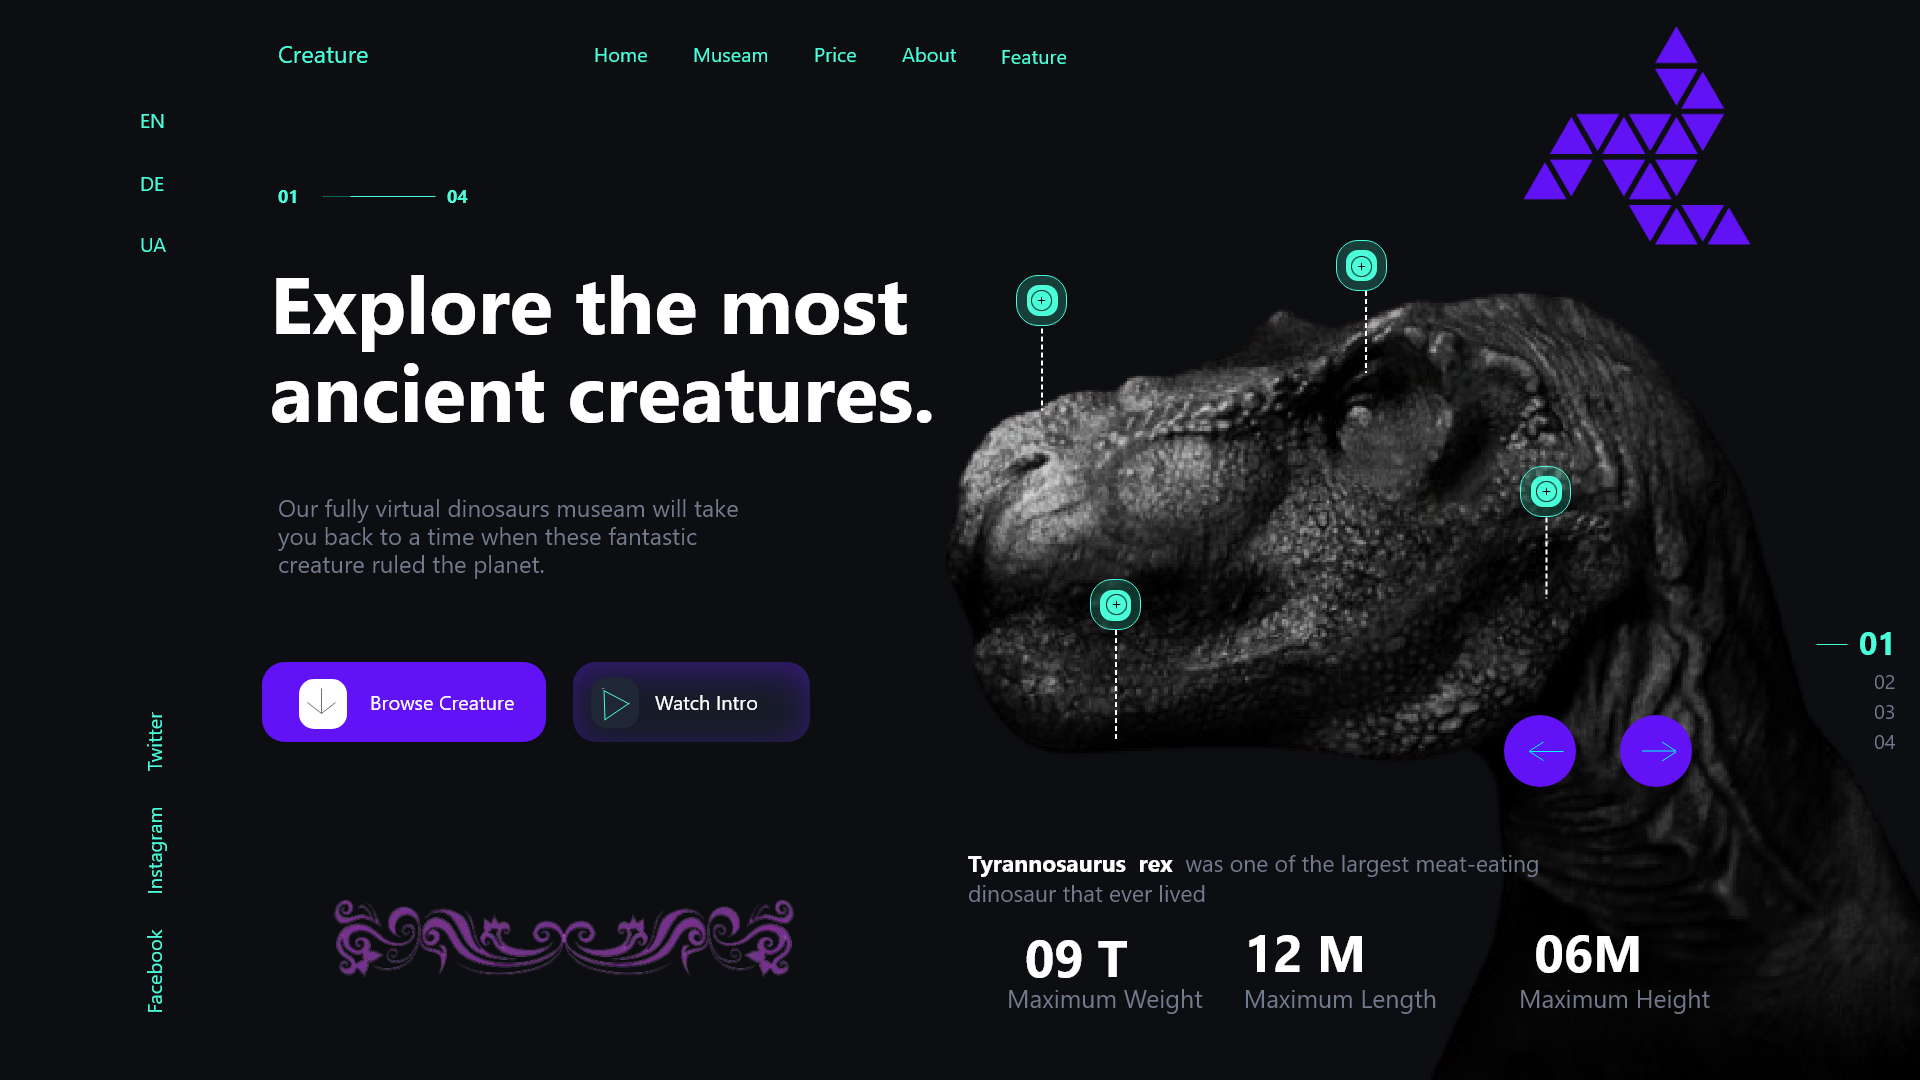 Creature
Home
Museam
Price
About
Feature
EN
DE
UA
01
04
Explore the most
ancient creatures.
Our fully virtual dinosaurs museam will take
you back to a time when these fantastic
creature ruled the planet.
Browse Creature
Watch Intro
Twitter
Instagram
Facebook
01
02
03
04
Tyrannosaurus rex was one of the largest meat-eating
dinosaur that ever lived
09 T
Maximum Weight
12 M
Maximum Length
06M
Maximum Height